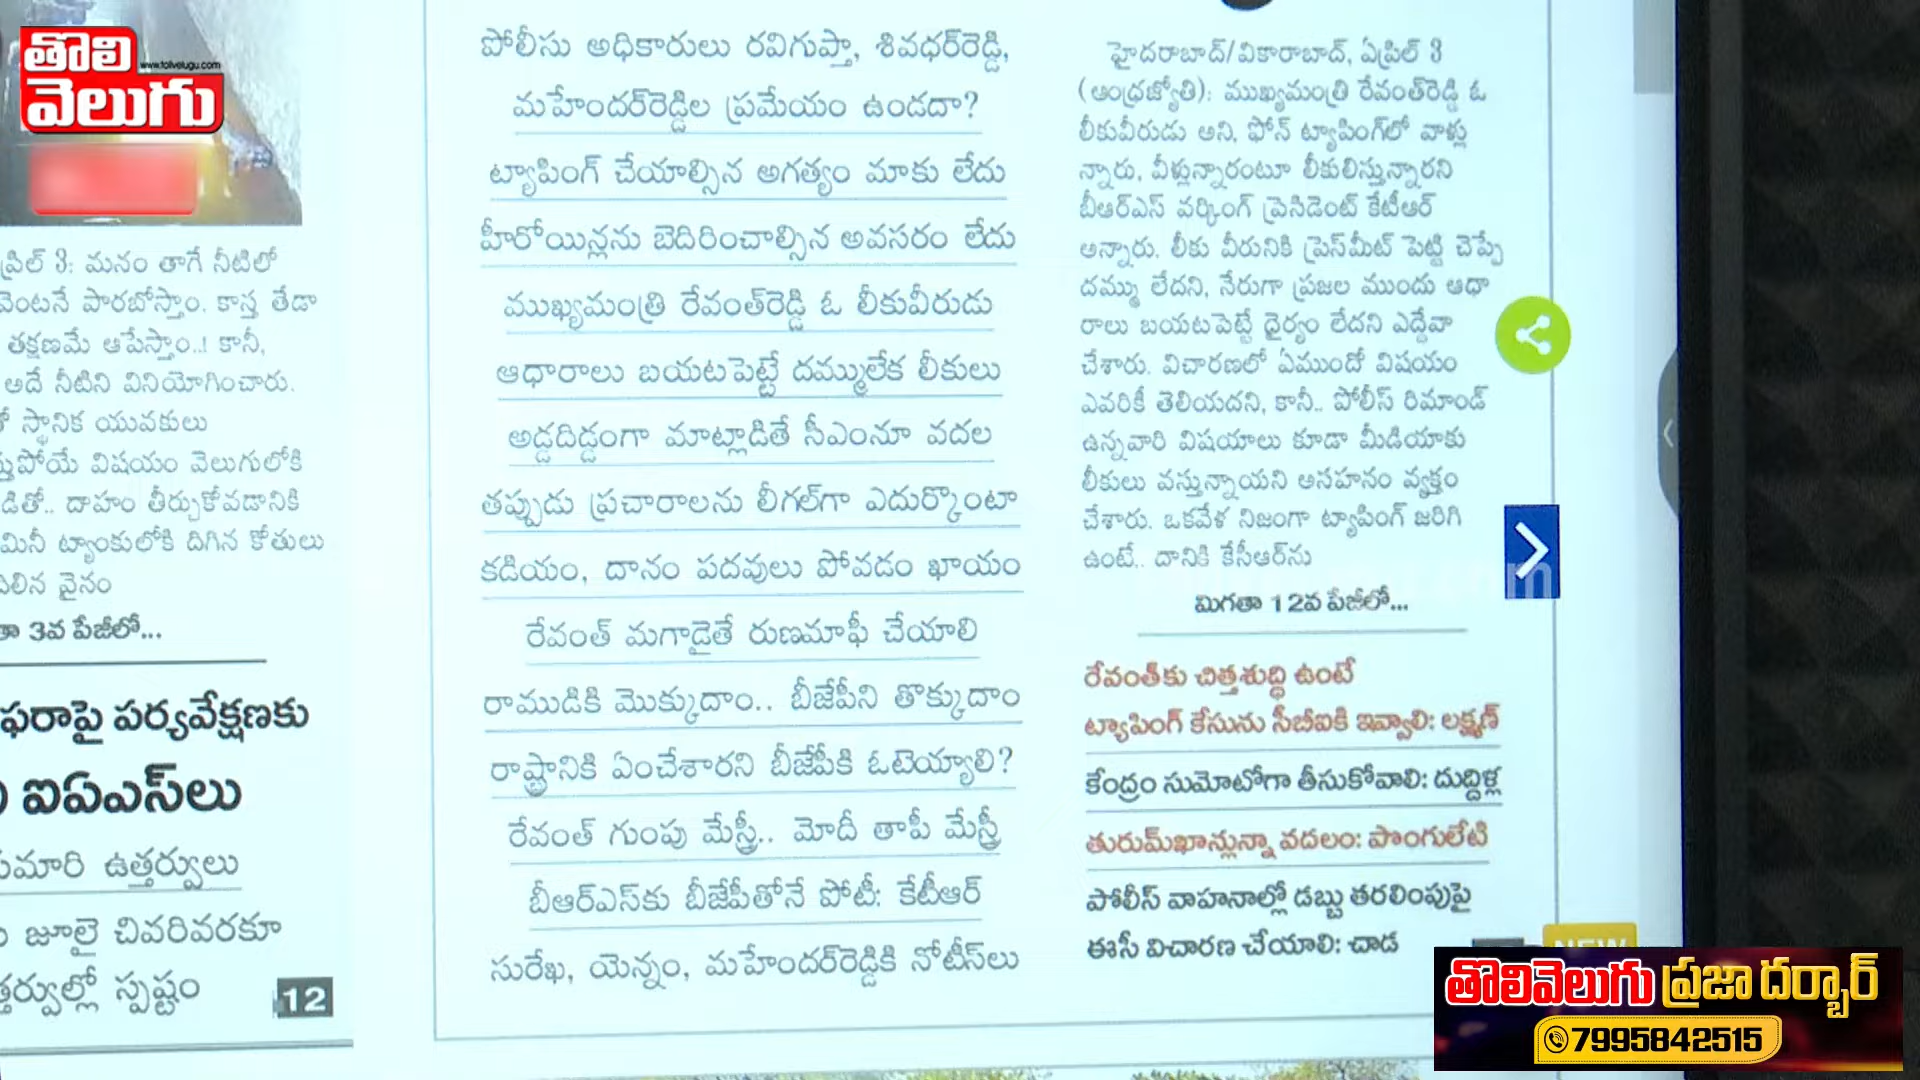 తొలి
www.tolivelugu.com
వెలుగు
ప్రిల్ 3: మనం తాగే నీటిలో
వెంటనే పారబోస్తాం. కాస్త తేడా
తక్షణమే ఆపేస్తాం..! కానీ,
అదే నీటిని వినియోగించారు.
స్థానిక యువకులు
విషయం వెలుగులోకి
దాహం తీర్చుకోవడానికి
మినీ ట్యాంకులోకి దిగిన కోతులు
వైనం
3వ పేజీలో...
ఫరాపై పర్యవేక్షణకు
ఐఏఎస్‌లు
ఉత్తర్వులు
జూలై చివరివరకూ
స్పష్టం
12
పోలీసు అధికారులు రవిగుప్తా, శివధర్‌రెడ్డి,
మహేందర్‌రెడ్డిల ప్రమేయం ఉండదా?
ట్యాపింగ్ చేయాల్సిన అగత్యం మాకు లేదు
హీరోయిన్లను బెదిరించాల్సిన అవసరం లేదు
ముఖ్యమంత్రి రేవంత్‌రెడ్డి ఓ లీకువీరుడు
ఆధారాలు బయటపెట్టే దమ్ములేక లీకులు
అడ్డదిడ్డంగా మాట్లాడితే సీఎంనూ వదల
తప్పుడు ప్రచారాలను లీగల్‌గా ఎదుర్కొంటా
కడియం, దానం పదవులు పోవడం ఖాయం
రేవంత్ మగాడైతే రుణమాఫీ చేయాలి
రాముడికి మొక్కుదాం.. బీజేపీని తొక్కుదాం
రాష్ట్రానికి ఏంచేశారని బీజేపీకి ఓటెయ్యాలి?
రేవంత్ గుంపు మేస్త్రీ.. మోదీ తాపీ మేస్త్రీ
బీఆర్‌ఎస్‌కు బీజేపీతోనే పోటీ: కేటీఆర్
సురేఖ, యెన్నం, మహేందర్‌రెడ్డికి నోటీస్‌లు
హైదరాబాద్/వికారాబాద్, ఏప్రిల్ 3
(ఆంధ్రజ్యోతి): ముఖ్యమంత్రి రేవంత్‌రెడ్డి ఓ
లీకువీరుడు అని, ఫోన్ ట్యాపింగ్‌లో వాళ్లు
న్నారు, వీళ్లున్నారంటూ లీకులిస్తున్నారని
బీఆర్ఎస్ వర్కింగ్ ప్రెసిడెంట్ కేటీఆర్
అన్నారు. లీకు వీరునికి ప్రెస్‌మీట్ పెట్టి చెప్పే
దమ్ము లేదని, నేరుగా ప్రజల ముందు ఆధా
రాలు బయటపెట్టే ధైర్యం లేదని ఎద్దేవా
చేశారు. విచారణలో ఏముందో విషయం
ఎవరికీ తెలియదని, కానీ.. పోలీస్ రిమాండ్
ఉన్నవారి విషయాలు కూడా మీడియాకు
లీకులు వస్తున్నాయని అసహనం వ్యక్తం
చేశారు. ఒకవేళ నిజంగా ట్యాపింగ్ జరిగి
ఉంటే.. దానికి కేసీఆర్‌ను
మిగతా 12వ పేజీలో...
రేవంత్‌కు చిత్తశుద్ధి ఉంటే
ట్యాపింగ్ కేసును సీబీఐకి ఇవ్వాలి: లక్ష్మణ్
కేంద్రం సుమోటోగా తీసుకోవాలి: దుద్దిళ్ల
తురుమ్‌ఖాన్లున్నా వదలం: పొంగులేటి
పోలీస్ వాహనాల్లో డబ్బు తరలింపుపై
ఈసీ విచారణ చేయాలి: చాడ
NEW
తొలివెలుగు ప్రజా దర్బార్
7995842515